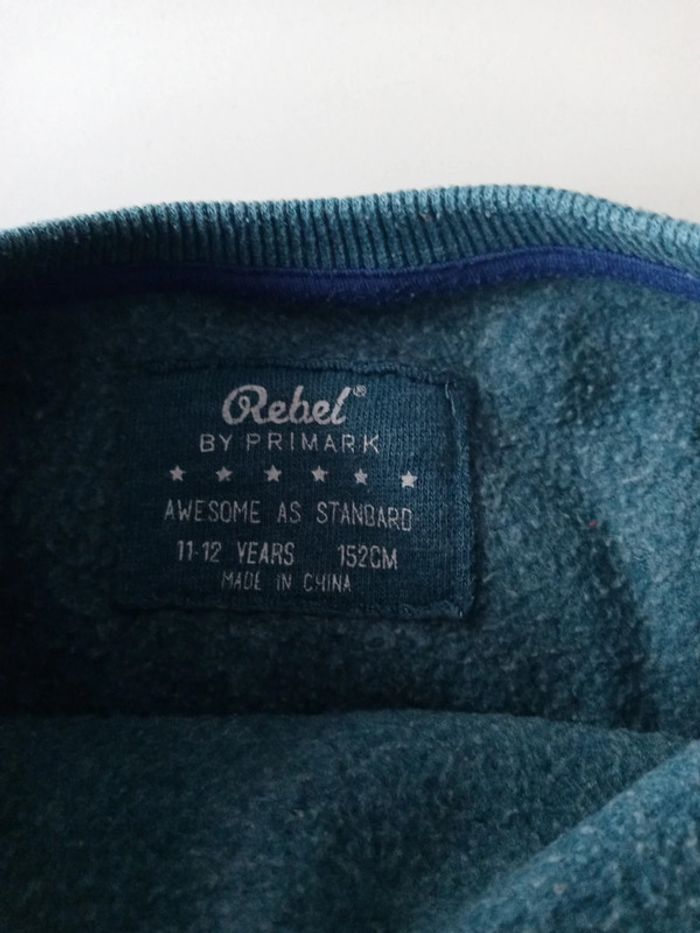 Rebel®
BY PRIMARK
AWESOME AS STANDARD
11-12 YEARS 152CM
MADE IN CHINA